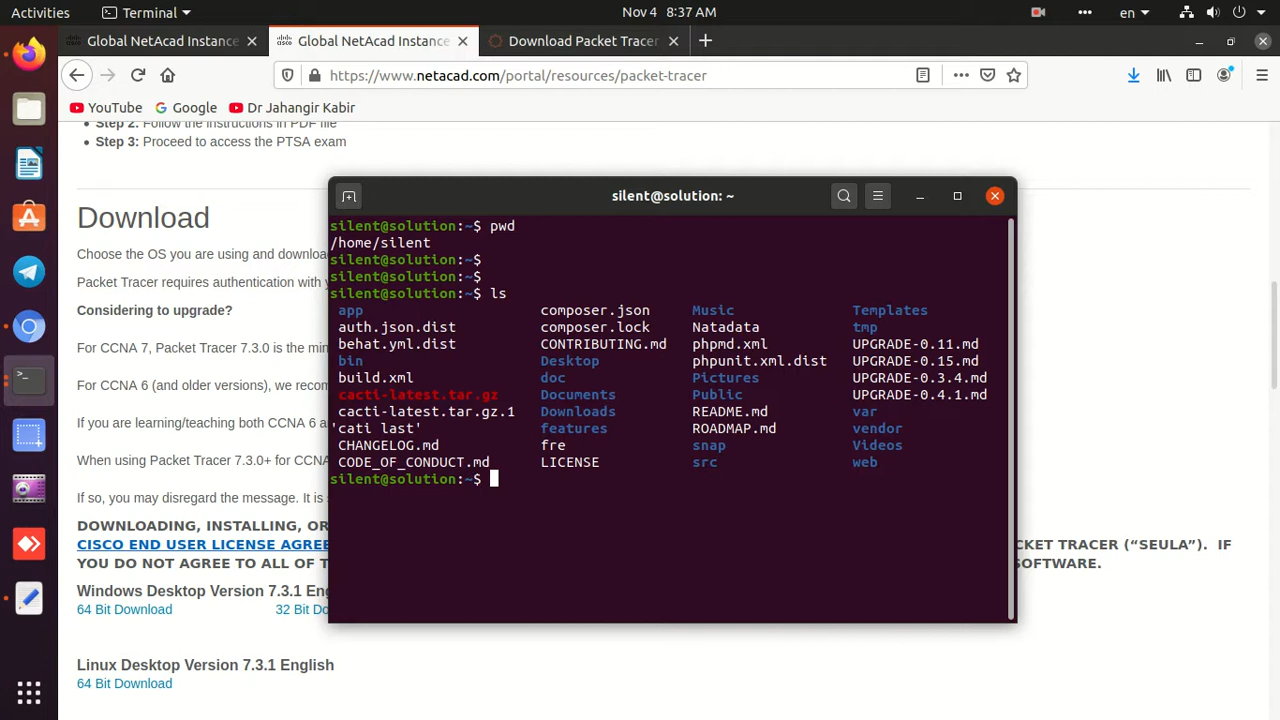 Activities Terminal Nov 4 8:37 AM en
Global NetAcad Instance Global NetAcad Instance Download Packet Tracer
https://www.netacad.com/portal/resources/packet-tracer
YouTube Google Dr Jahangir Kabir
Step 2: Follow the instructions in PDF file
Step 3: Proceed to access the PTSA exam
Download
Choose the OS you are using and downloa
Packet Tracer requires authentication with
Considering to upgrade?
For CCNA 7, Packet Tracer 7.3.0 is the min
For CCNA 6 (and older versions), we recom
If you are learning/teaching both CCNA 6 a
When using Packet Tracer 7.3.0+ for CCNA
If so, you may disregard the message. It is
DOWNLOADING, INSTALLING, OR
CISCO END USER LICENSE AGREE CKET TRACER (“SEULA”). IF
YOU DO NOT AGREE TO ALL OF T SOFTWARE.
Windows Desktop Version 7.3.1 Eng
64 Bit Download 32 Bit Do
Linux Desktop Version 7.3.1 English
64 Bit Download
silent@solution: ~
silent@solution:~$ pwd
/home/silent
silent@solution:~$
silent@solution:~$
silent@solution:~$ ls
app composer.json Music Templates
auth.json.dist composer.lock Natadata tmp
behat.yml.dist CONTRIBUTING.md phpmd.xml UPGRADE-0.11.md
bin Desktop phpunit.xml.dist UPGRADE-0.15.md
build.xml doc Pictures UPGRADE-0.3.4.md
cacti-latest.tar.gz Documents Public UPGRADE-0.4.1.md
cacti-latest.tar.gz.1 Downloads README.md var
'cati last' features ROADMAP.md vendor
CHANGELOG.md fre snap Videos
CODE_OF_CONDUCT.md LICENSE src web
silent@solution:~$